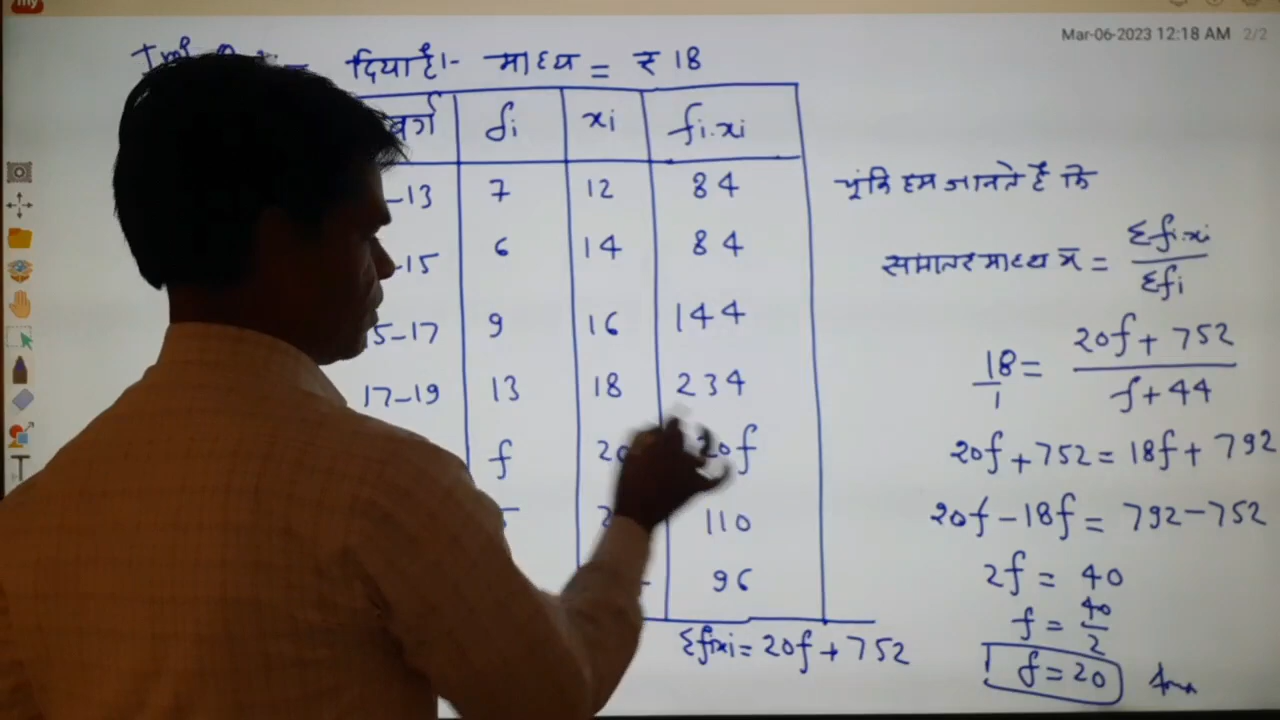 my
Mar-06-2023 12:18 AM 2/2
दिया है।- माध्य = ₹ 18
वर्ग fi xi fi.xi
-13 7 12 84
-15 6 14 84
5-17 9 16 144
17-19 13 18 234
f 20 20f
110
96
Σfixi = 20f + 752
चूंकि हम जानते हैं कि
समान्तर माध्य x̄ = Σfi.xi / Σfi
18/1 = 20f + 752 / f + 44
20f + 752 = 18f + 792
20f - 18f = 792 - 752
2f = 40
f = 40/2
f = 20 Ans